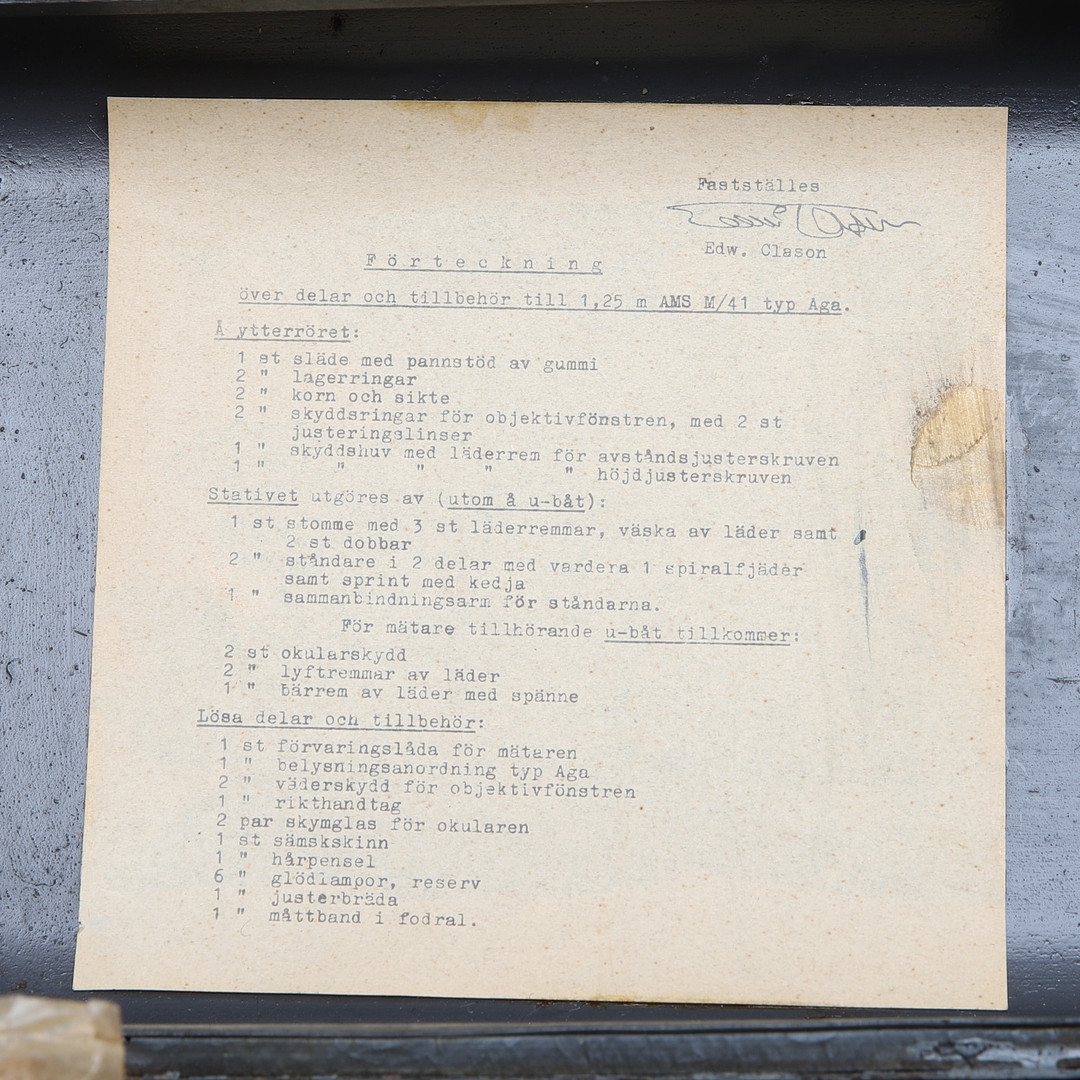 Fastställes
Edw. Clason
Förteckning
över delar och tillbehör till 1,25 m AMS M/41 typ Aga.
Å ytterröret:
1 st släde med pannstöd av gummi
2 " lagerringar
2 " korn och sikte
2 " skyddsringar för objektivfönstren, med 2 st
justeringslinser
1 " skyddshuv med läderrem för avståndsjusterskruven
1 " " " " " höjdjusterskruven
Stativet utgöres av (utom å u-båt):
1 st stomme med 3 st läderremmar, väska av läder samt
2 st dobbar
2 " ståndare i 2 delar med vardera 1 spiralfjäder
samt sprint med kedja
1 " sammanbindningsarm för ståndarna.
För mätare tillhörande u-båt tillkommer:
2 st okularskydd
2 " lyftremmar av läder
1 " bärrem av läder med spänne
Lösa delar och tillbehör:
1 st förvaringslåda för mätaren
1 " belysningsanordning typ Aga
2 " väderskydd för objektivfönstren
1 " rikthandtag
2 par skymglas för okularen
1 st sämskskinn
1 " hårpensel
6 " glödlampor, reserv
1 " justerbräda
1 " måttband i fodral.